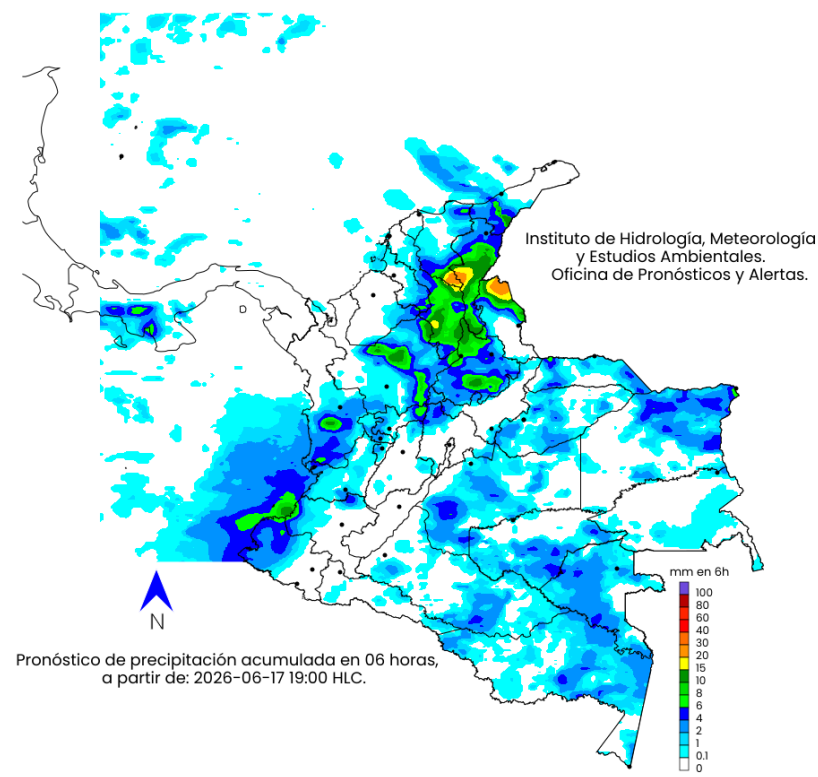 Instituto de Hidrología, Meteorología
y Estudios Ambientales.
Oficina de Pronósticos y Alertas.
mm en 6h
100
80
60
40
30
20
15
10
8
6
4
2
1
0.1
0
N
Pronóstico de precipitación acumulada en 06 horas,
a partir de: 2026-06-17 19:00 HLC.